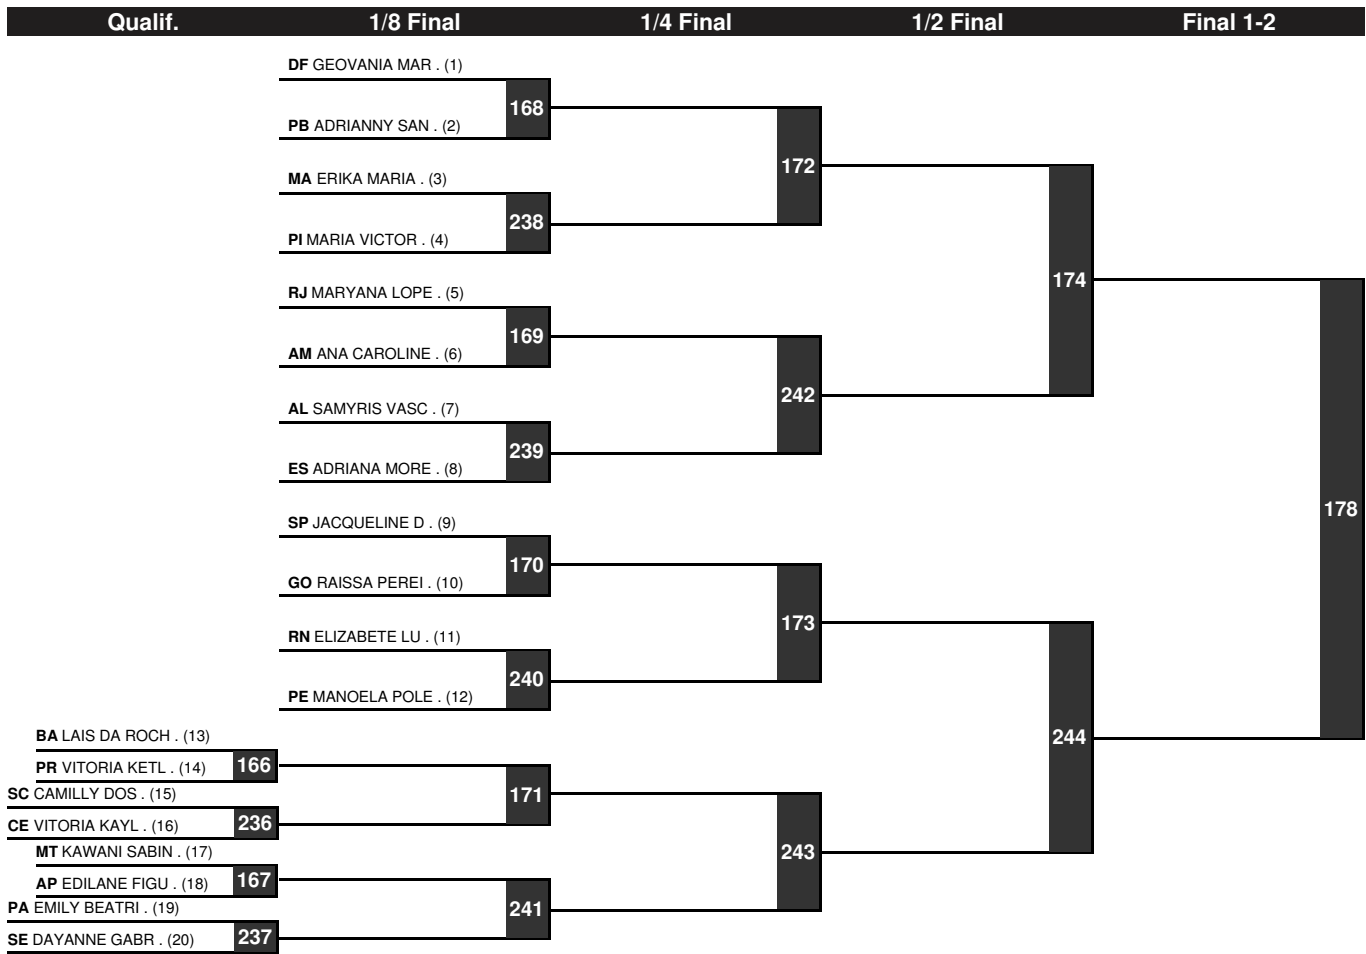 Qualif. 1/8 Final 1/4 Final 1/2 Final Final 1-2
DF GEOVANIA MAR . (1)
168
PB ADRIANNY SAN . (2)
172
MA ERIKA MARIA . (3)
238
PI MARIA VICTOR . (4)
174
RJ MARYANA LOPE . (5)
169
AM ANA CAROLINE . (6)
242
AL SAMYRIS VASC . (7)
239
ES ADRIANA MORE . (8)
178
SP JACQUELINE D . (9)
170
GO RAISSA PEREI . (10)
173
RN ELIZABETE LU . (11)
240
PE MANOELA POLE . (12)
244
BA LAIS DA ROCH . (13)
166
PR VITORIA KETL . (14)
SC CAMILLY DOS . (15)
171
236
CE VITORIA KAYL . (16)
243
MT KAWANI SABIN . (17)
167
AP EDILANE FIGU . (18)
PA EMILY BEATRI . (19)
241
237
SE DAYANNE GABR . (20)